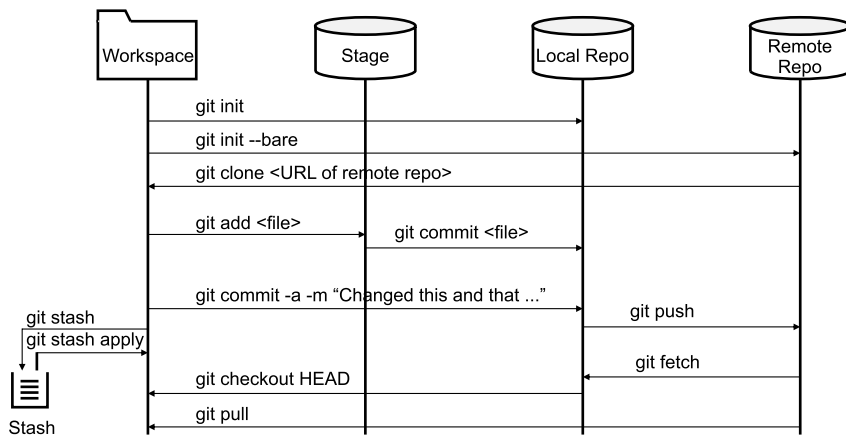 Workspace
Stage
Local Repo
Remote
Repo
git init
git init --bare
git clone <URL of remote repo>
git add <file>
git commit <file>
git commit -a -m “Changed this and that ...”
git stash
git push
git stash apply
git fetch
git checkout HEAD
git pull
Stash